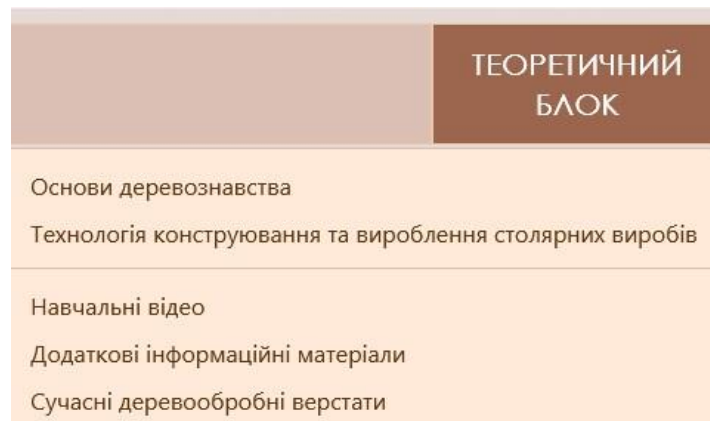 ТЕОРЕТИЧНИЙ
БЛОК
Основи деревознавства
Технологія конструювання та вироблення столярних виробів
Навчальні відео
Додаткові інформаційні матеріали
Сучасні деревообробні верстати